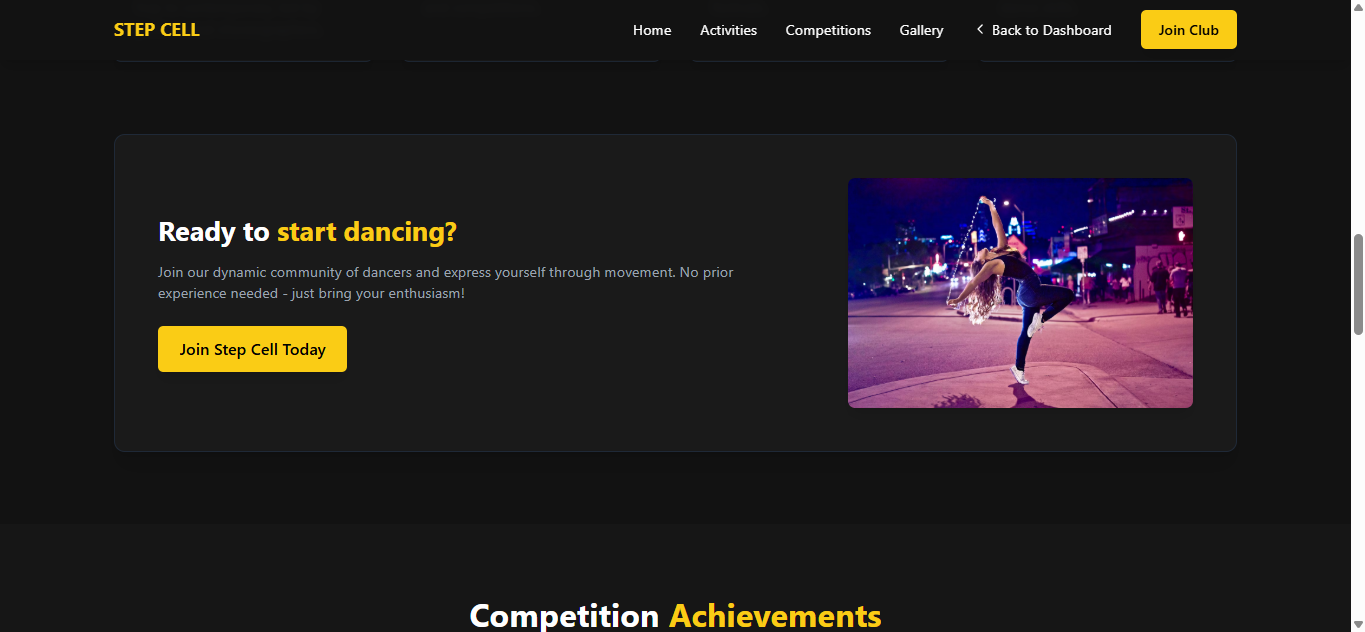 STEP CELL
Home
Activities
Competitions
Gallery
Back to Dashboard
Join Club
Ready to start dancing?
Join our dynamic community of dancers and express yourself through movement. No prior
experience needed - just bring your enthusiasm!
Join Step Cell Today
Competition Achievements